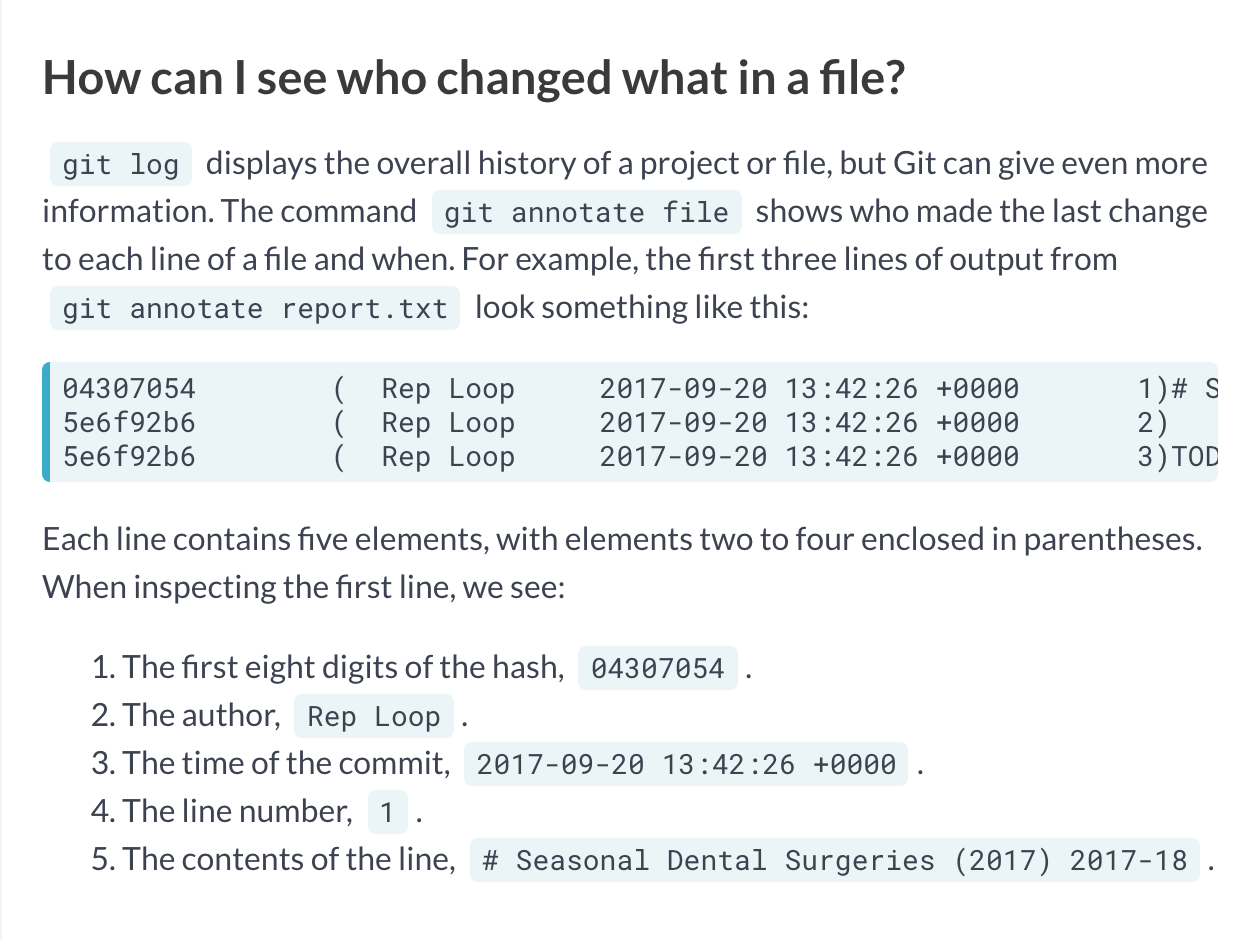 How can I see who changed what in a file?
git log displays the overall history of a project or file, but Git can give even more
information. The command git annotate file shows who made the last change
to each line of a file and when. For example, the first three lines of output from
git annotate report.txt look something like this:
04307054        (  Rep Loop     2017-09-20 13:42:26 +0000       1)# S
5e6f92b6        (  Rep Loop     2017-09-20 13:42:26 +0000       2)
5e6f92b6        (  Rep Loop     2017-09-20 13:42:26 +0000       3)TOD
Each line contains five elements, with elements two to four enclosed in parentheses.
When inspecting the first line, we see:
1. The first eight digits of the hash, 04307054 .
2. The author, Rep Loop .
3. The time of the commit, 2017-09-20 13:42:26 +0000 .
4. The line number, 1 .
5. The contents of the line, # Seasonal Dental Surgeries (2017) 2017-18 .